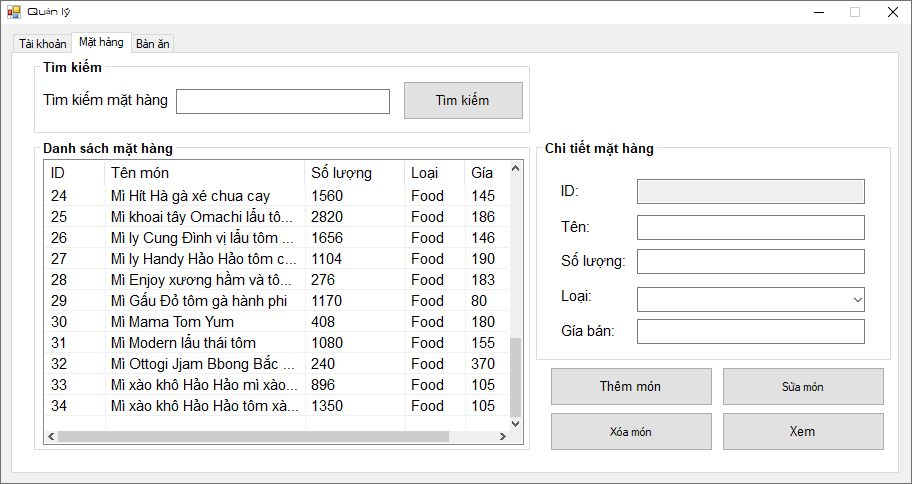 Quản lý
Tài khoản Mặt hàng Bàn ăn
Tìm kiếm
Tìm kiếm mặt hàng Tìm kiếm
Danh sách mặt hàng
ID Tên món Số lượng Loại Gía
24 Mì Hít Hà gà xé chua cay 1560 Food 145
25 Mì khoai tây Omachi lẩu tô... 2820 Food 186
26 Mì ly Cung Đình vị lẩu tôm ... 1656 Food 146
27 Mì ly Handy Hảo Hảo tôm c... 1104 Food 190
28 Mì Enjoy xương hầm và tô... 276 Food 183
29 Mì Gấu Đỏ tôm gà hành phi 1170 Food 80
30 Mì Mama Tom Yum 408 Food 180
31 Mì Modern lẩu thái tôm 1080 Food 155
32 Mì Ottogi Jjam Bbong Bắc ... 240 Food 370
33 Mì xào khô Hảo Hảo mì xào... 896 Food 105
34 Mì xào khô Hảo Hảo tôm xà... 1350 Food 105
Chi tiết mặt hàng
ID:
Tên:
Số lượng:
Loại:
Gía bán:
Thêm món Sửa món
Xóa món Xem